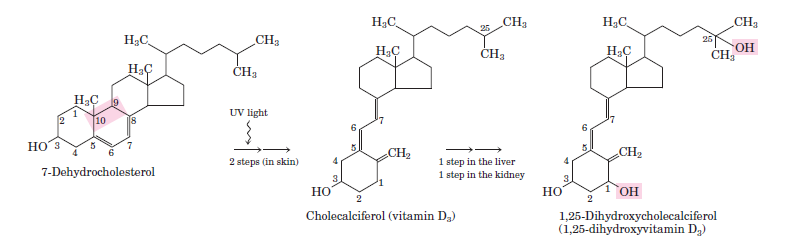 H₃C
CH₃
CH₃
H₃C
H₃C
9
1
2
10
8
HO 3
5
7
4
6
7-Dehydrocholesterol
UV light
2 steps (in skin)
H₃C
25
CH₃
CH₃
H₃C
7
6
5
CH₂
4
3
HO
1
2
Cholecalciferol (vitamin D₃)
1 step in the liver
1 step in the kidney
H₃C
CH₃
25
OH
CH₃
H₃C
7
6
5
CH₂
4
3
HO
1
OH
2
1,25-Dihydroxycholecalciferol
(1,25-dihydroxyvitamin D₃)